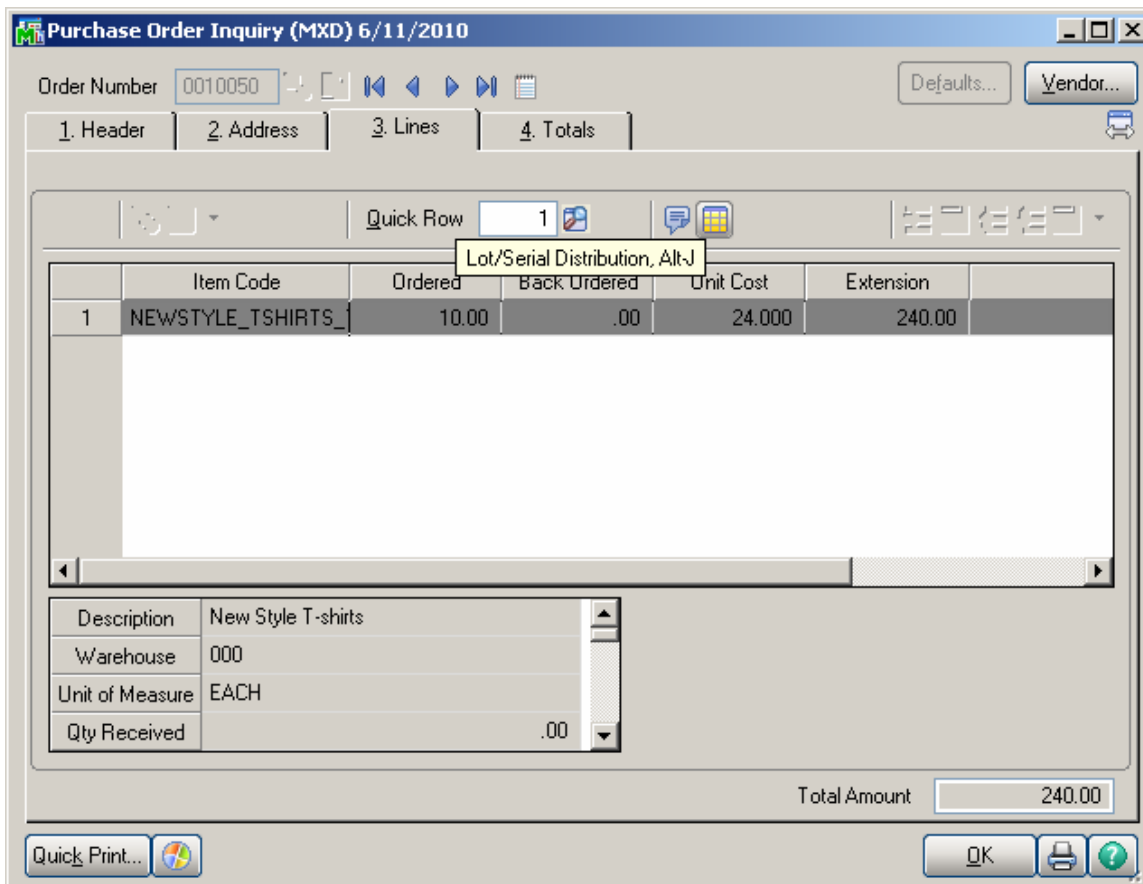 Purchase Order Inquiry (MXD) 6/11/2010
Order Number 0010050 Defaults... Vendor...
1. Header 2. Address 3. Lines 4. Totals
Quick Row 1
Lot/Serial Distribution, Alt-J
Item Code Ordered Back Ordered Unit Cost Extension
1 NEWSTYLE_TSHIRTS_ 10.00 .00 24.000 240.00
Description New Style T-shirts
Warehouse 000
Unit of Measure EACH
Qty Received .00
Total Amount 240.00
Quick Print... OK